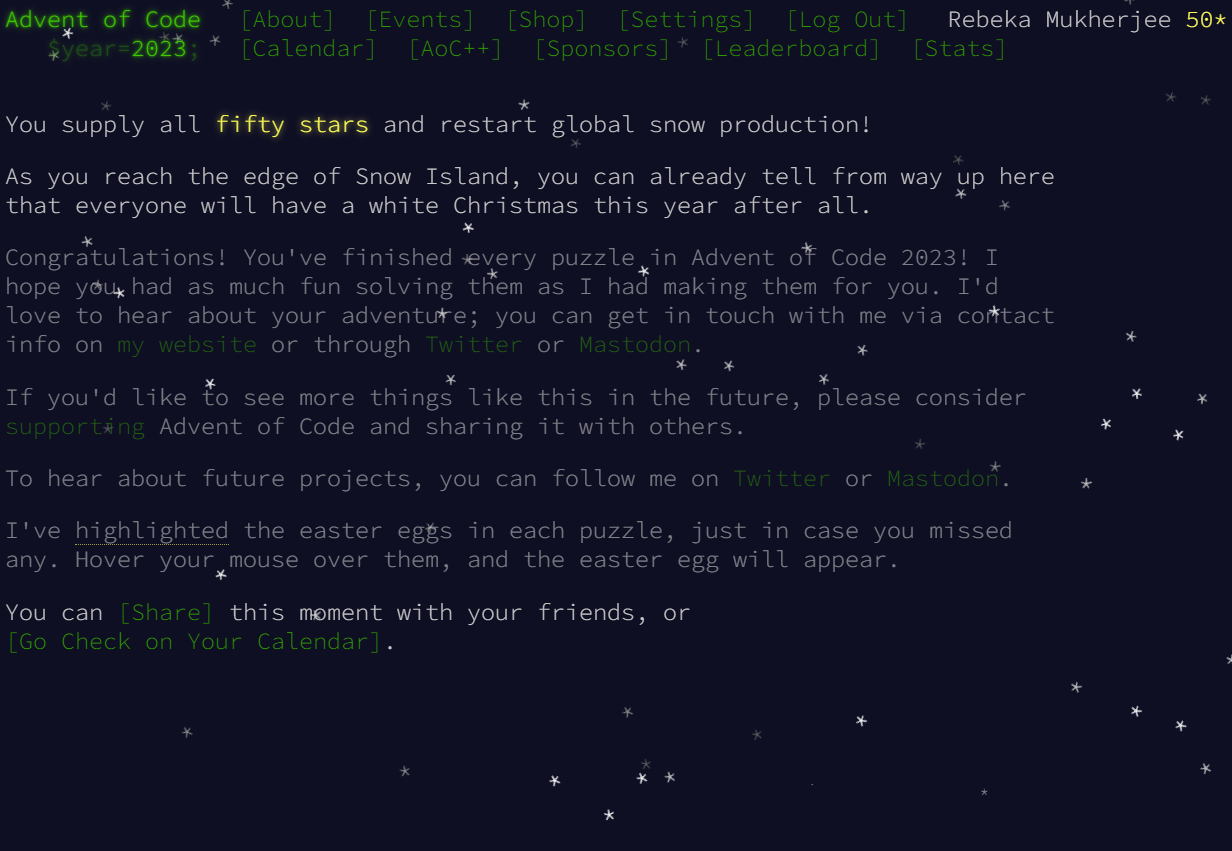 Advent of Code [About] [Events] [Shop] [Settings] [Log Out] Rebeka Mukherjee 50*
$year=2023; [Calendar] [AoC++] [Sponsors] [Leaderboard] [Stats]
You supply all fifty stars and restart global snow production!
As you reach the edge of Snow Island, you can already tell from way up here
that everyone will have a white Christmas this year after all.
Congratulations! You've finished every puzzle in Advent of Code 2023! I
hope you had as much fun solving them as I had making them for you. I'd
love to hear about your adventure; you can get in touch with me via contact
info on my website or through Twitter or Mastodon.
If you'd like to see more things like this in the future, please consider
supporting Advent of Code and sharing it with others.
To hear about future projects, you can follow me on Twitter or Mastodon.
I've highlighted the easter eggs in each puzzle, just in case you missed
any. Hover your mouse over them, and the easter egg will appear.
You can [Share] this moment with your friends, or
[Go Check on Your Calendar].